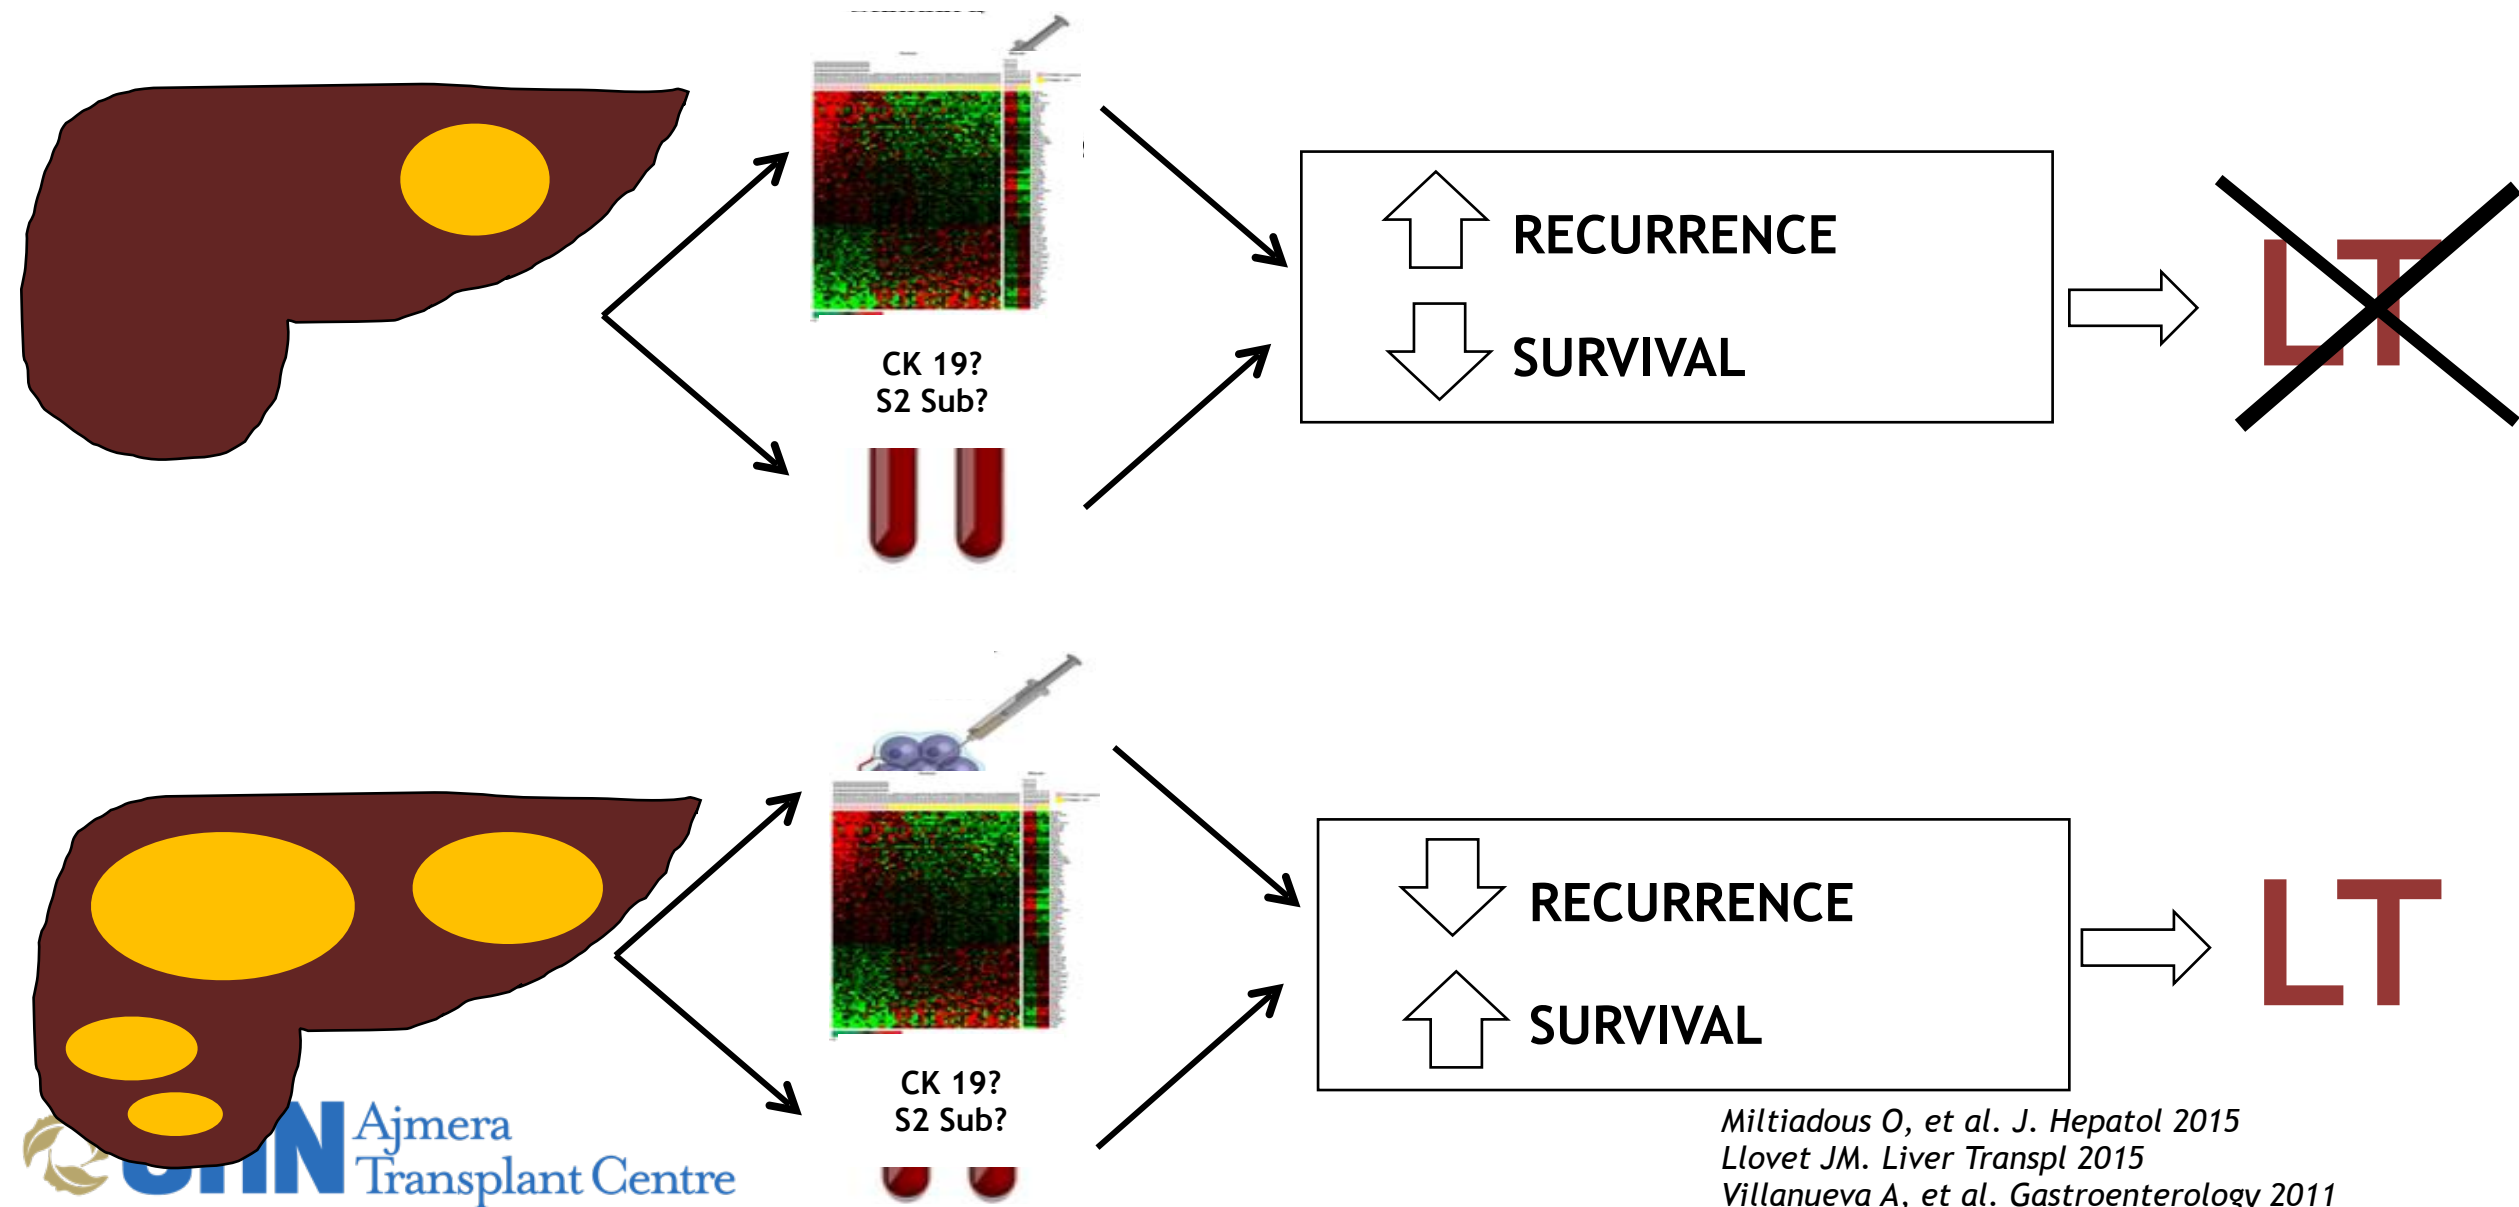 CK 19?
S2 Sub?
RECURRENCE
SURVIVAL
LT
CK 19?
S2 Sub?
RECURRENCE
SURVIVAL
LT
Ajmera
Transplant Centre
Miltiadous O, et al. J. Hepatol 2015
Llovet JM. Liver Transpl 2015
Villanueva A, et al. Gastroenterology 2011